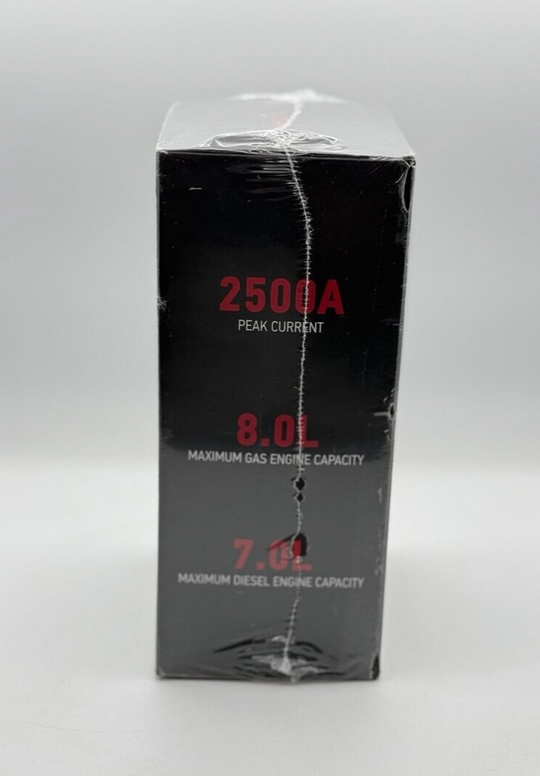 2500A
PEAK CURRENT
8.0L
MAXIMUM GAS ENGINE CAPACITY
7.0L
MAXIMUM DIESEL ENGINE CAPACITY